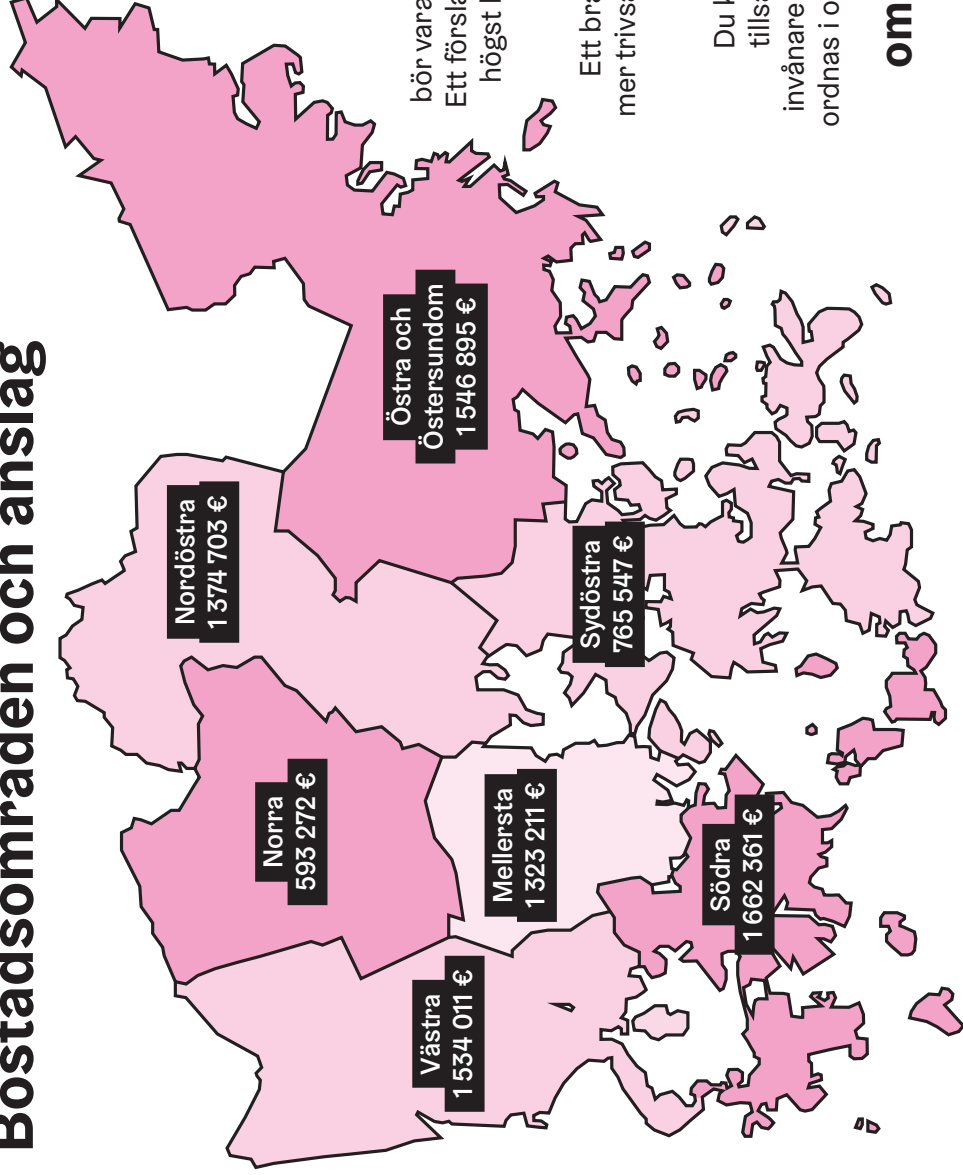 Bostadsområden och anslag
Nordöstra
1 374 703 €
Norra
593 272 €
Östra och
Östersundom
1 546 895 €
Västra
1 534 011 €
Mellersta
1 323 211 €
Sydöstra
765 547 €
Södra
1 662 361 €
bör vara
Ett försla
högst
Ett bra
mer trivsa
Du
tillsa
invånare
ordnas i o
om